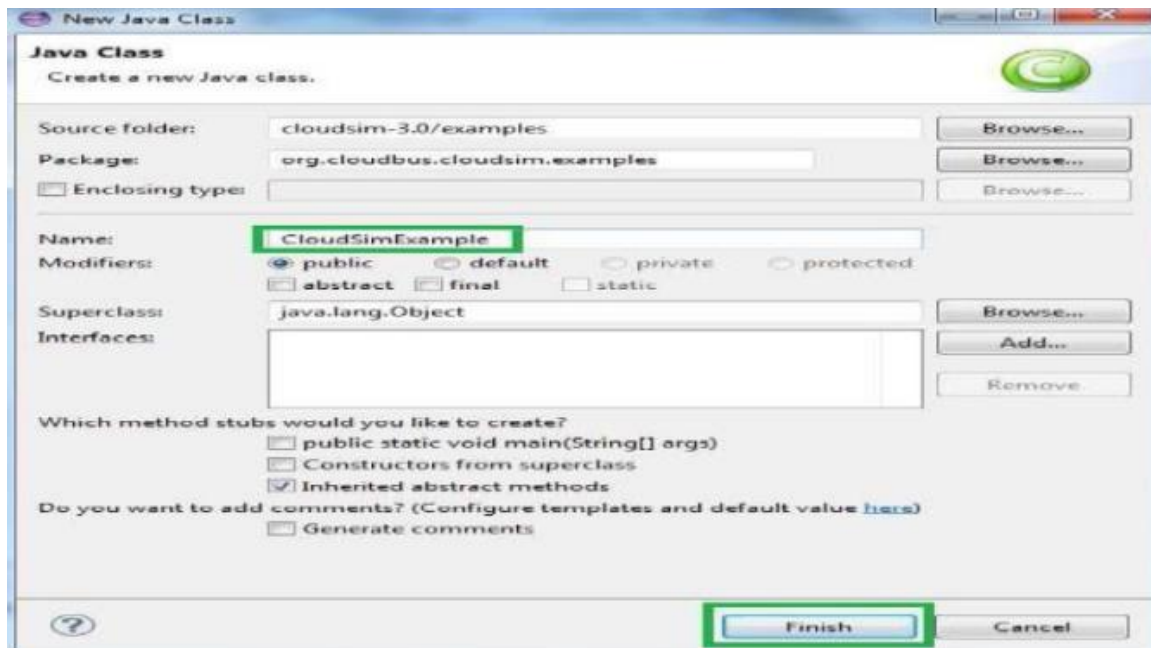 New Java Class
Java Class
Create a new Java class.
Source folder: cloudsim-3.0/examples Browse...
Package: org.cloudbus.cloudsim.examples Browse...
Enclosing type: Browse...
Name: CloudSimExample
Modifiers: public default private protected
abstract final static
Superclass: java.lang.Object Browse...
Interfaces: Add...
Remove
Which method stubs would you like to create?
public static void main(String[] args)
Constructors from superclass
Inherited abstract methods
Do you want to add comments? (Configure templates and default value here)
Generate comments
? Finish Cancel